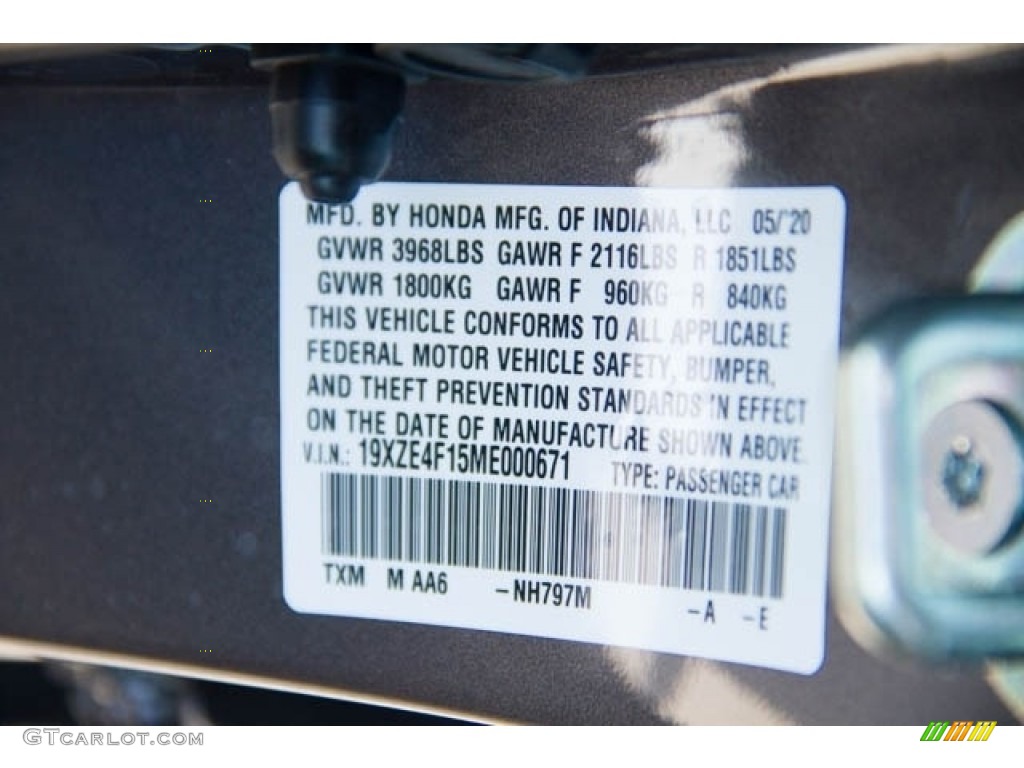 MFD. BY HONDA MFG. OF INDIANA, LLC 05/'20
GVWR 3968LBS GAWR F 2116LBS R 1851LBS
GVWR 1800KG GAWR F 960KG R 840KG
THIS VEHICLE CONFORMS TO ALL APPLICABLE
FEDERAL MOTOR VEHICLE SAFETY, BUMPER,
AND THEFT PREVENTION STANDARDS IN EFFECT
ON THE DATE OF MANUFACTURE SHOWN ABOVE.
V.I.N.: 19XZE4F15ME000671 TYPE: PASSENGER CAR
TXM M AA6 -NH797M -A -E
GTCarlot.com